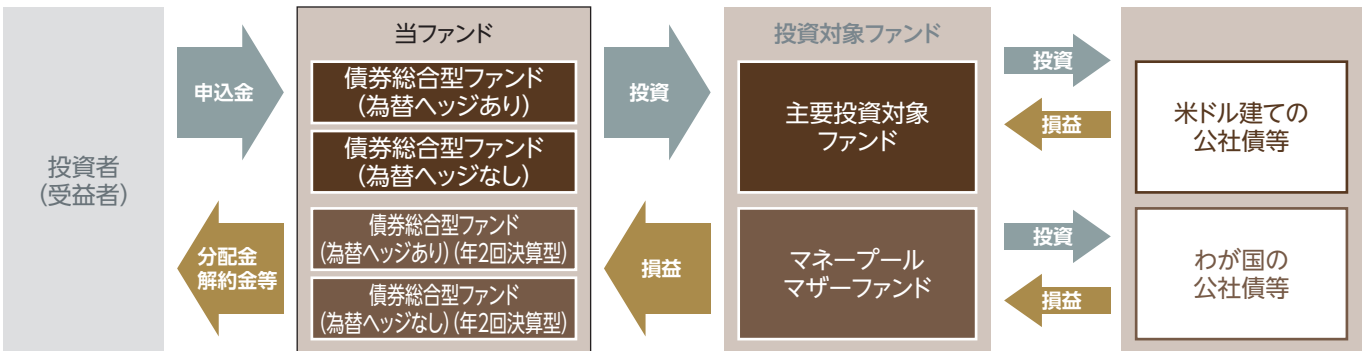 投資者
(受益者)
申込金
分配金
解約金等
当ファンド
債券総合型ファンド
(為替ヘッジあり)
債券総合型ファンド
(為替ヘッジなし)
債券総合型ファンド
(為替ヘッジあり)(年2回決算型)
債券総合型ファンド
(為替ヘッジなし)(年2回決算型)
投資
損益
投資対象ファンド
主要投資対象
ファンド
マネープール
マザーファンド
投資
損益
投資
損益
米ドル建ての
公社債等
わが国の
公社債等